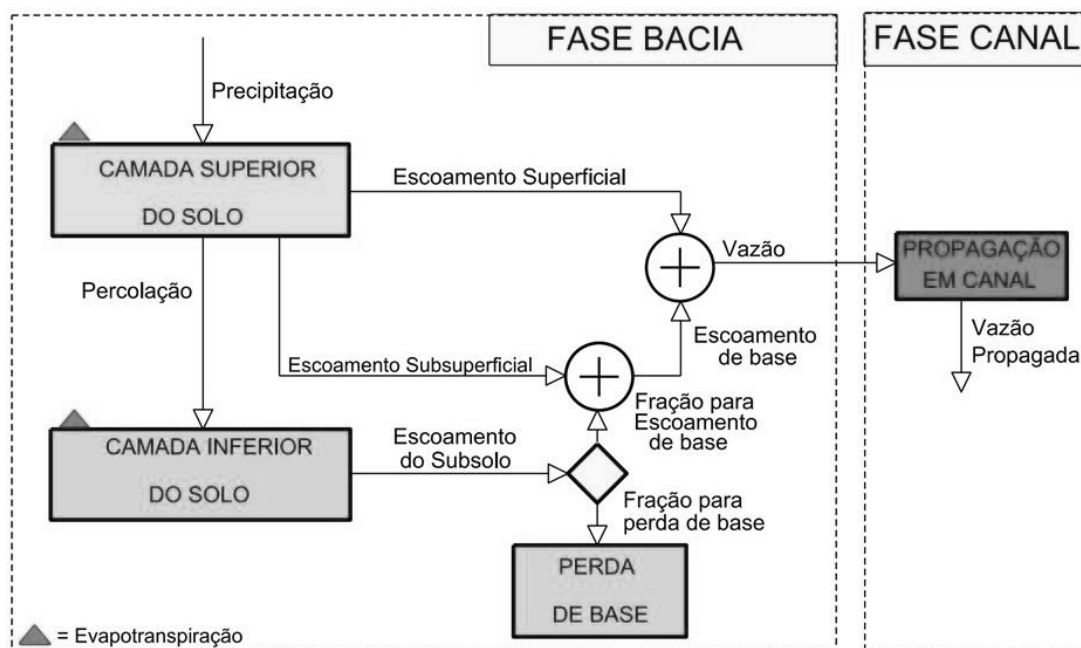 FASE BACIA
FASE CANAL
Precipitação
CAMADA SUPERIOR
DO SOLO
Escoamento Superficial
Vazão
PROPAGAÇÃO
EM CANAL
Percolação
Escoamento
de base
Vazão
Propagada
Escoamento Subsuperficial
Fração para
Escoamento
de base
CAMADA INFERIOR
DO SOLO
Escoamento
do Subsolo
Fração para
perda de base
PERDA
DE BASE
= Evapotranspiração